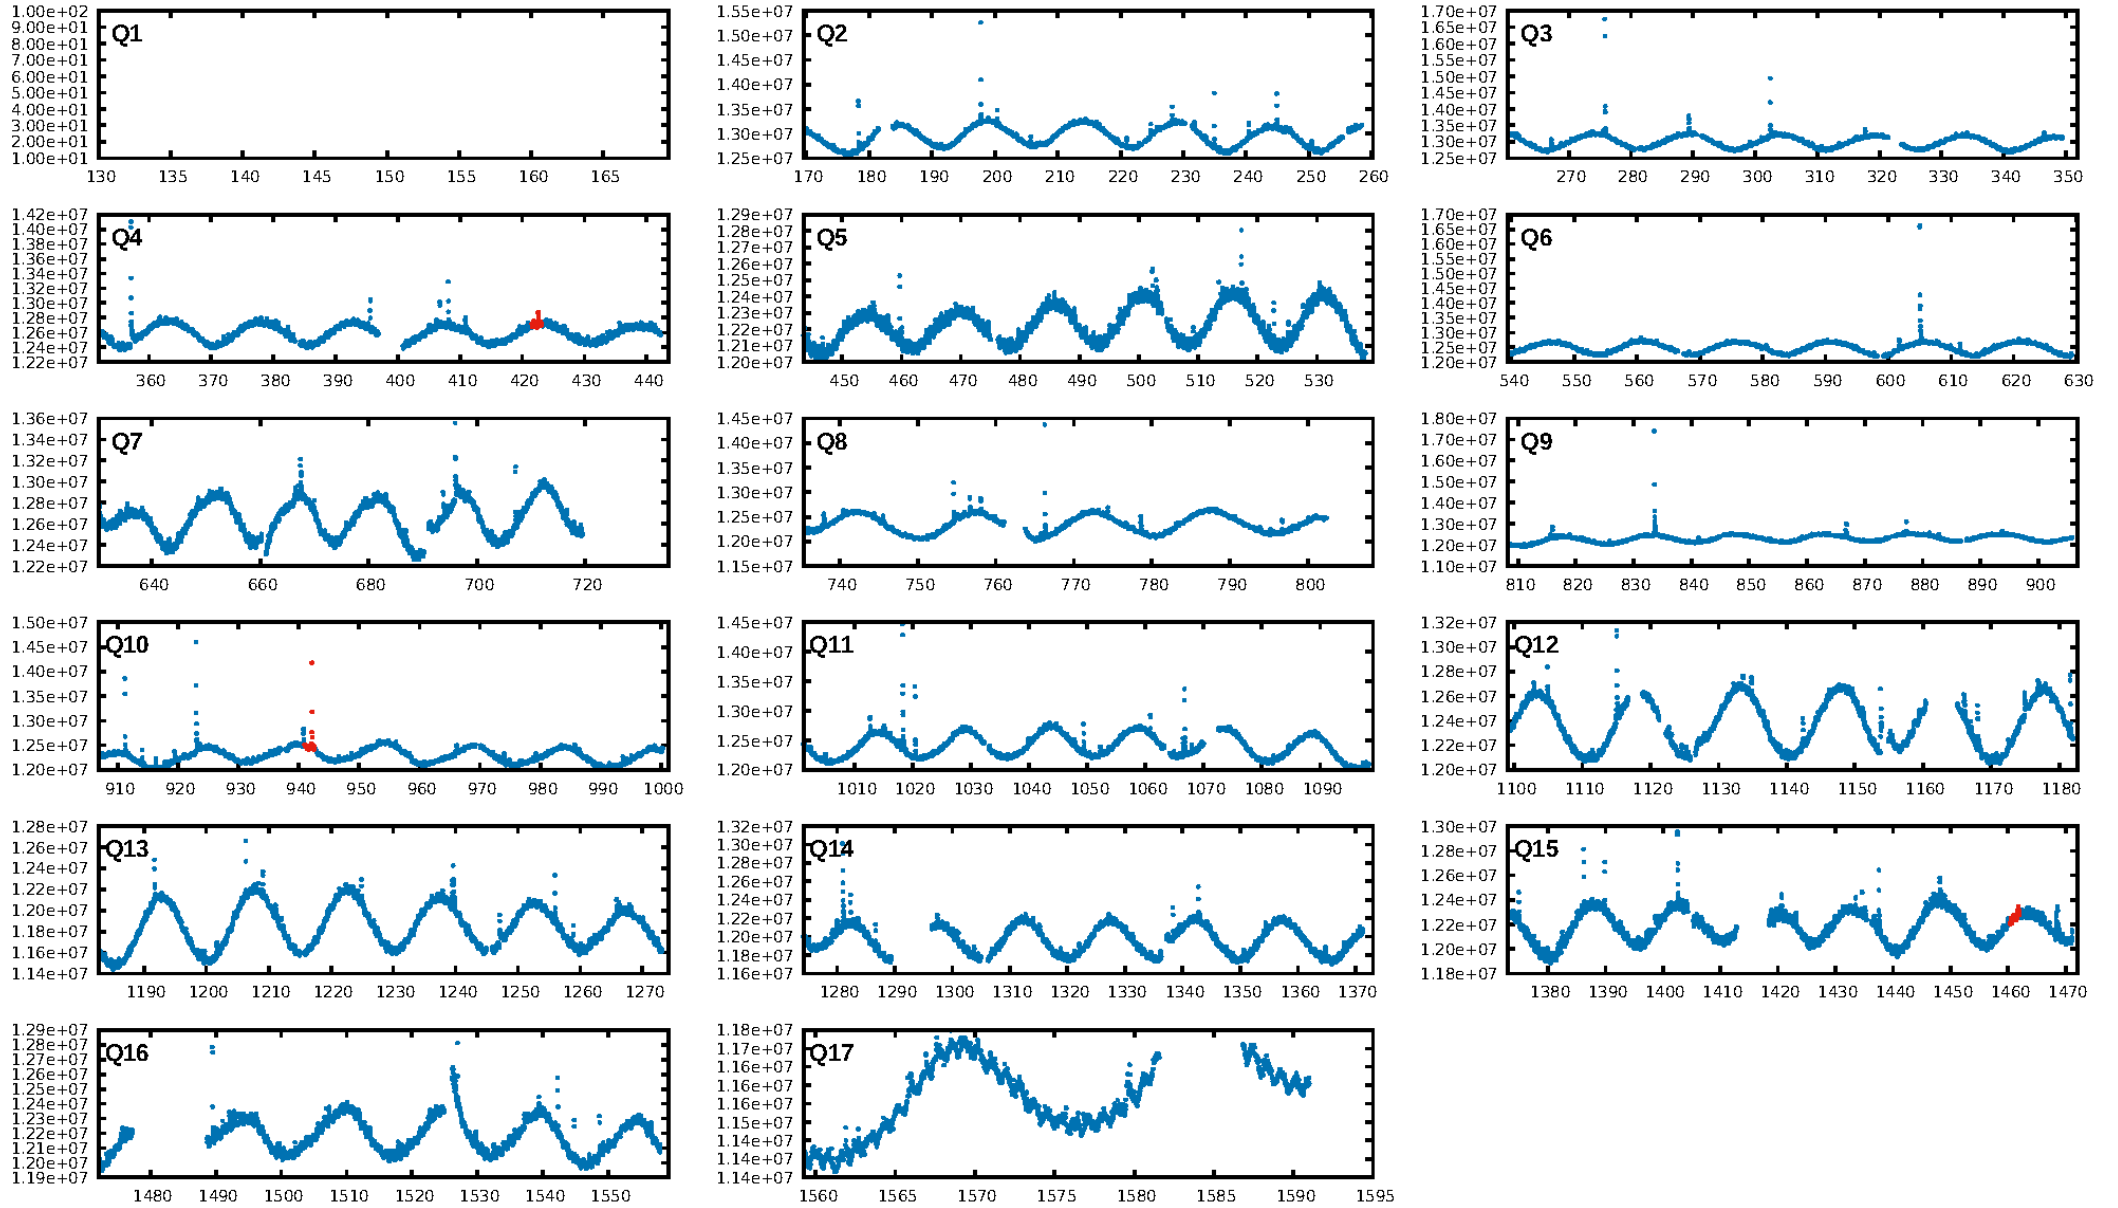 1.00e+02
9.00e+01
8.00e+01
7.00e+01
6.00e+01
5.00e+01
4.00e+01
3.00e+01
2.00e+01
1.00e+01
Q1
130 135 140 145 150 155 160 165
1.55e+07
1.50e+07
1.45e+07
1.40e+07
1.35e+07
1.30e+07
1.25e+07
Q2
170 180 190 200 210 220 230 240 250 260
1.70e+07
1.65e+07
1.60e+07
1.55e+07
1.50e+07
1.45e+07
1.40e+07
1.35e+07
1.30e+07
1.25e+07
Q3
270 280 290 300 310 320 330 340 350
1.42e+07
1.40e+07
1.38e+07
1.36e+07
1.34e+07
1.32e+07
1.30e+07
1.28e+07
1.26e+07
1.24e+07
1.22e+07
Q4
360 370 380 390 400 410 420 430 440
1.29e+07
1.28e+07
1.27e+07
1.26e+07
1.25e+07
1.24e+07
1.23e+07
1.22e+07
1.21e+07
1.20e+07
Q5
450 460 470 480 490 500 510 520 530
1.70e+07
1.65e+07
1.60e+07
1.55e+07
1.50e+07
1.45e+07
1.40e+07
1.35e+07
1.30e+07
1.25e+07
1.20e+07
Q6
540 550 560 570 580 590 600 610 620 630
1.36e+07
1.34e+07
1.32e+07
1.30e+07
1.28e+07
1.26e+07
1.24e+07
1.22e+07
Q7
640 660 680 700 720
1.45e+07
1.40e+07
1.35e+07
1.30e+07
1.25e+07
1.20e+07
1.15e+07
Q8
740 750 760 770 780 790 800
1.80e+07
1.70e+07
1.60e+07
1.50e+07
1.40e+07
1.30e+07
1.20e+07
1.10e+07
Q9
810 820 830 840 850 860 870 880 890 900
1.50e+07
1.45e+07
1.40e+07
1.35e+07
1.30e+07
1.25e+07
1.20e+07
Q10
910 920 930 940 950 960 970 980 990 1000
1.45e+07
1.40e+07
1.35e+07
1.30e+07
1.25e+07
1.20e+07
Q11
1010 1020 1030 1040 1050 1060 1070 1080 1090
1.32e+07
1.30e+07
1.28e+07
1.26e+07
1.24e+07
1.22e+07
1.20e+07
Q12
1100 1110 1120 1130 1140 1150 1160 1170 1180
1.28e+07
1.26e+07
1.24e+07
1.22e+07
1.20e+07
1.18e+07
1.16e+07
1.14e+07
Q13
1190 1200 1210 1220 1230 1240 1250 1260 1270
1.32e+07
1.30e+07
1.28e+07
1.26e+07
1.24e+07
1.22e+07
1.20e+07
1.18e+07
1.16e+07
Q14
1280 1290 1300 1310 1320 1330 1340 1350 1360 1370
1.30e+07
1.28e+07
1.26e+07
1.24e+07
1.22e+07
1.20e+07
1.18e+07
Q15
1380 1390 1400 1410 1420 1430 1440 1450 1460 1470
1.29e+07
1.28e+07
1.27e+07
1.26e+07
1.25e+07
1.24e+07
1.23e+07
1.22e+07
1.21e+07
1.20e+07
1.19e+07
Q16
1480 1490 1500 1510 1520 1530 1540 1550
1.18e+07
1.17e+07
1.17e+07
1.16e+07
1.16e+07
1.15e+07
1.14e+07
1.14e+07
1.14e+07
Q17
1560 1565 1570 1575 1580 1585 1590 1595